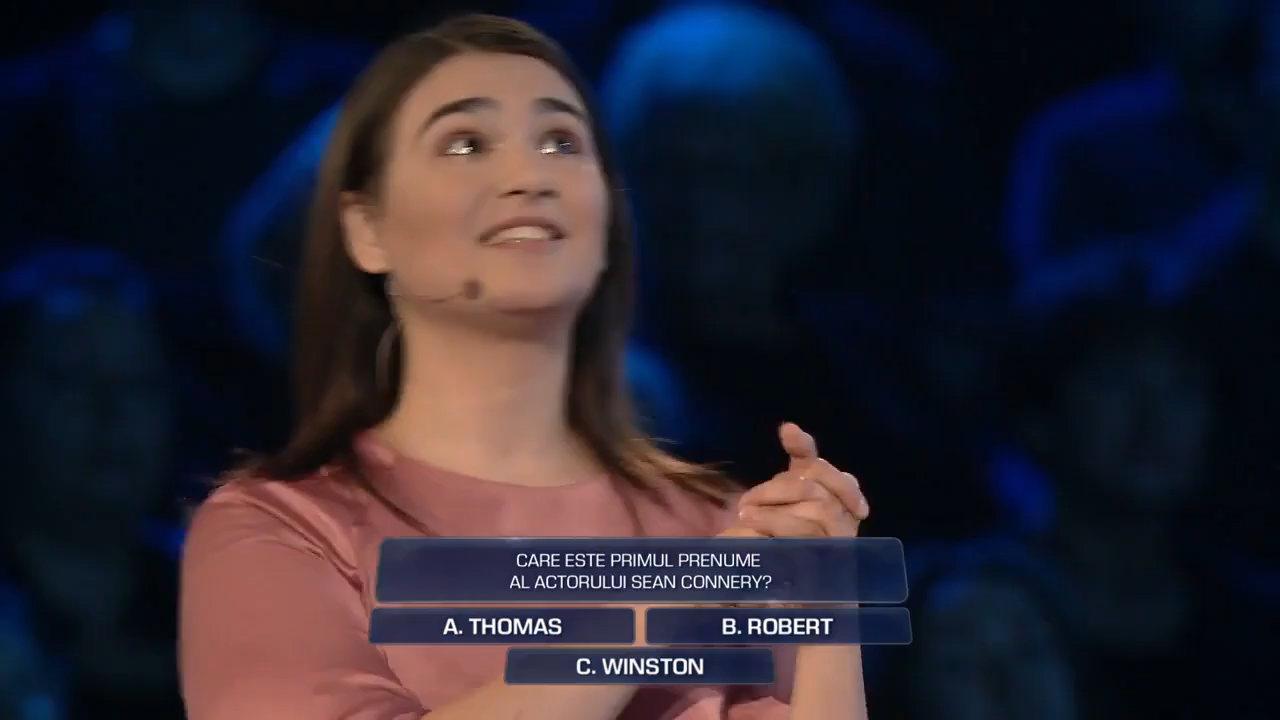 CARE ESTE PRIMUL PRENUME
AL ACTORULUI SEAN CONNERY?
A. THOMAS
B. ROBERT
C. WINSTON